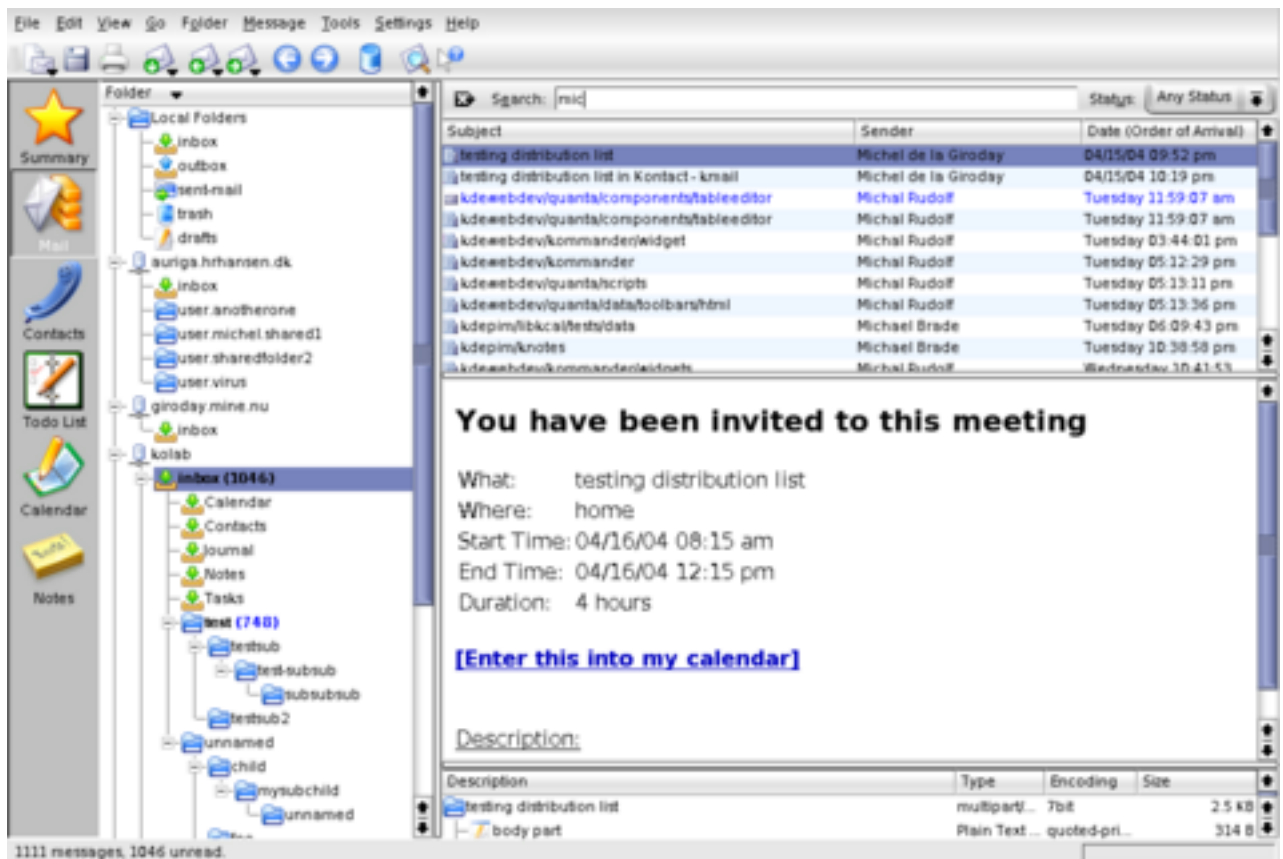 File Edit View Go Folder Message Tools Settings Help
Summary
Mail
Contacts
Todo List
Calendar
Notes
Folder
Local Folders
inbox
outbox
sent-mail
trash
drafts
auriga.hrhansen.dk
inbox
user.anotherone
user.michel.shared1
user.sharedfolder2
user.virus
giroday.mine.nu
inbox
kolab
inbox (1046)
Calendar
Contacts
Journal
Notes
Tasks
test (748)
testsub
test-subsub
subsubsub
testsub2
unnamed
child
mysubchild
unnamed
Search: mic Status: Any Status
Subject Sender Date (Order of Arrival)
testing distribution list Michel de la Giroday 04/15/04 09:52 pm
testing distribution list in Kontact - kmail Michel de la Giroday 04/15/04 10:19 pm
kdewebdev/quanta/components/tableeditor Michal Rudolf Tuesday 11:59:07 am
kdewebdev/quanta/components/tableeditor Michal Rudolf Tuesday 11:59:07 am
kdewebdev/kommander/widget Michal Rudolf Tuesday 03:44:01 pm
kdewebdev/kommander Michal Rudolf Tuesday 05:12:29 pm
kdewebdev/quanta/scripts Michal Rudolf Tuesday 05:13:11 pm
kdewebdev/quanta/data/toolbars/html Michal Rudolf Tuesday 05:13:36 pm
kdepim/libkcal/tests/data Michael Brade Tuesday 06:09:43 pm
kdepim/knotes Michael Brade Tuesday 10:38:58 pm
kdewebdev/kommander/widgets Michal Rudolf Wednesday 10:41:53
You have been invited to this meeting
What: testing distribution list
Where: home
Start Time: 04/16/04 08:15 am
End Time: 04/16/04 12:15 pm
Duration: 4 hours
[Enter this into my calendar]
Description:
Description Type Encoding Size
testing distribution list multipart/... 7bit 2.5 KB
body part Plain Text ... quoted-pri... 314 B
1111 messages, 1046 unread.